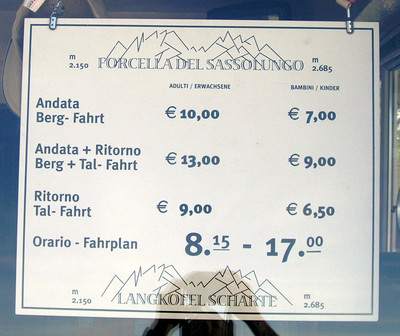 m 2.150 PORCELLA DEL SASSOLUNGO m 2.685
ADULTI / ERWACHSENE BAMBINI / KINDER
Andata
Berg- Fahrt € 10,00 € 7,00
Andata + Ritorno
Berg + Tal- Fahrt € 13,00 € 9,00
Ritorno
Tal- Fahrt € 9,00 € 6,50
Orario - Fahrplan 8.15 - 17.00
m 2.150 LANGKOFEL SCHARTE m 2.685